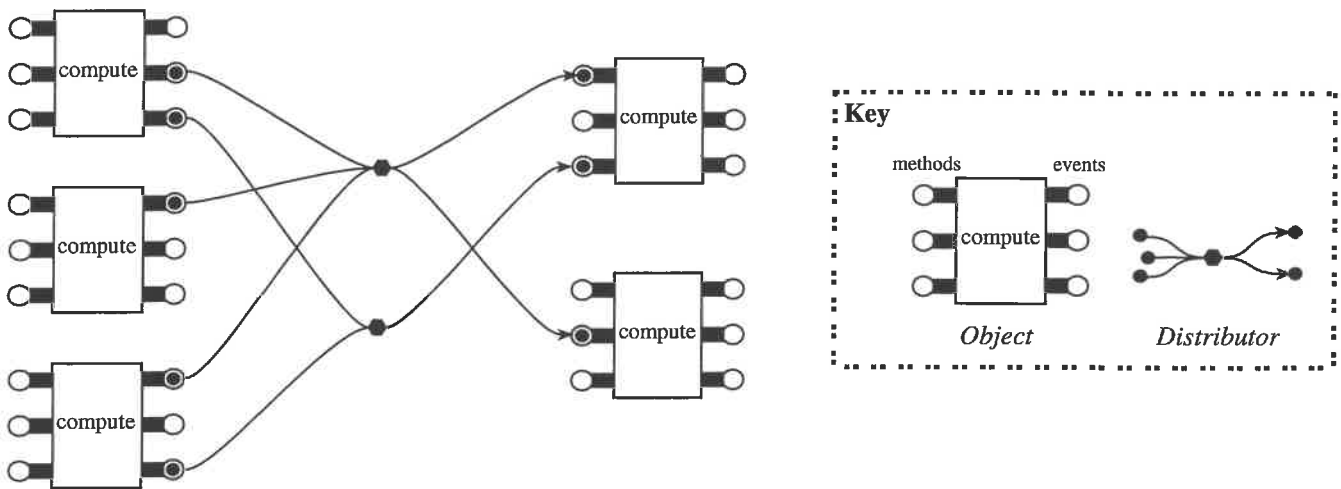 compute
compute
compute
compute
compute
Key
methods
events
compute
Object
Distributor